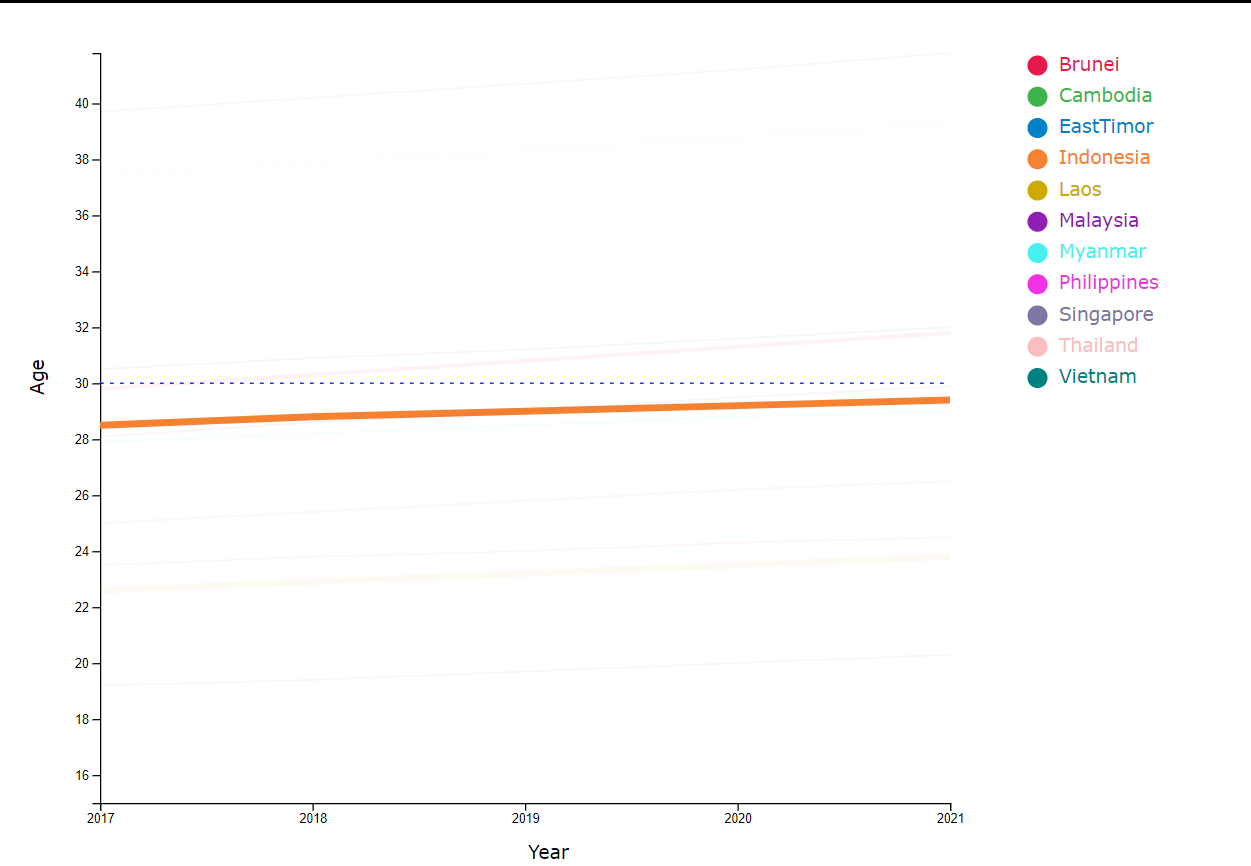 Age
40
38
36
34
32
30
28
26
24
22
20
18
16
2017 2018 2019 2020 2021
Year
Brunei
Cambodia
EastTimor
Indonesia
Laos
Malaysia
Myanmar
Philippines
Singapore
Thailand
Vietnam